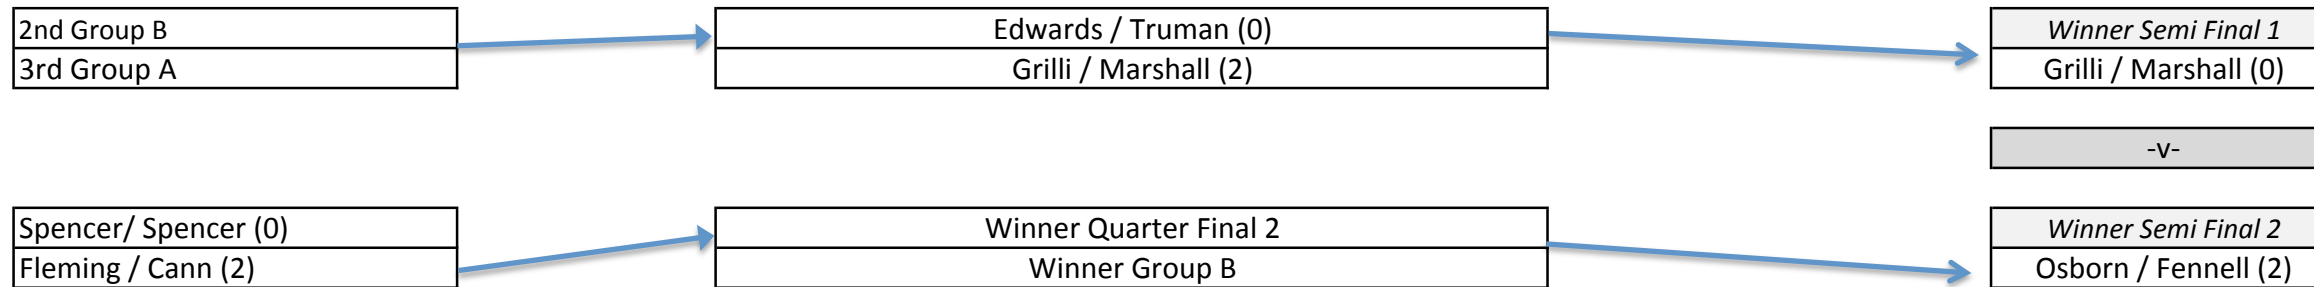 2nd Group B
3rd Group A
Edwards / Truman (0)
Grilli / Marshall (2)
Winner Semi Final 1
Grilli / Marshall (0)
-v-
Spencer/ Spencer (0)
Fleming / Cann (2)
Winner Quarter Final 2
Winner Group B
Winner Semi Final 2
Osborn / Fennell (2)